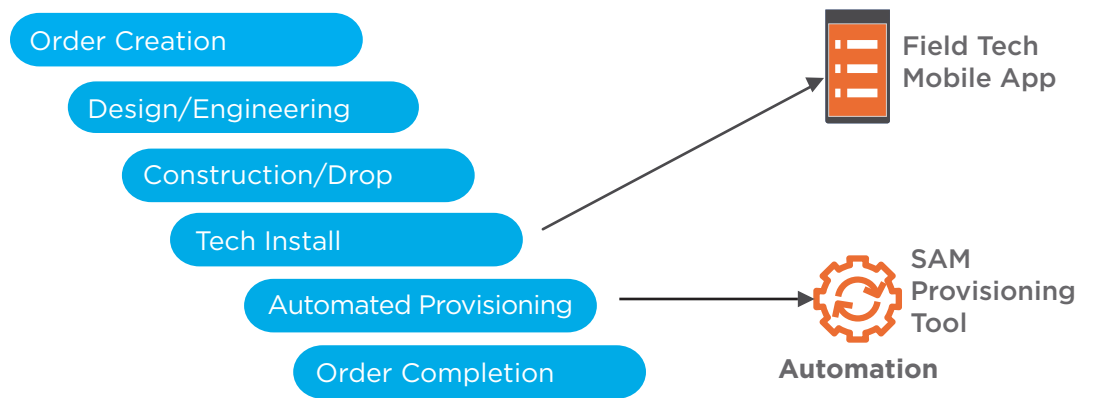 Order Creation
Design/Engineering
Construction/Drop
Tech Install
Automated Provisioning
Order Completion
Field Tech
Mobile App
SAM
Provisioning
Tool
Automation